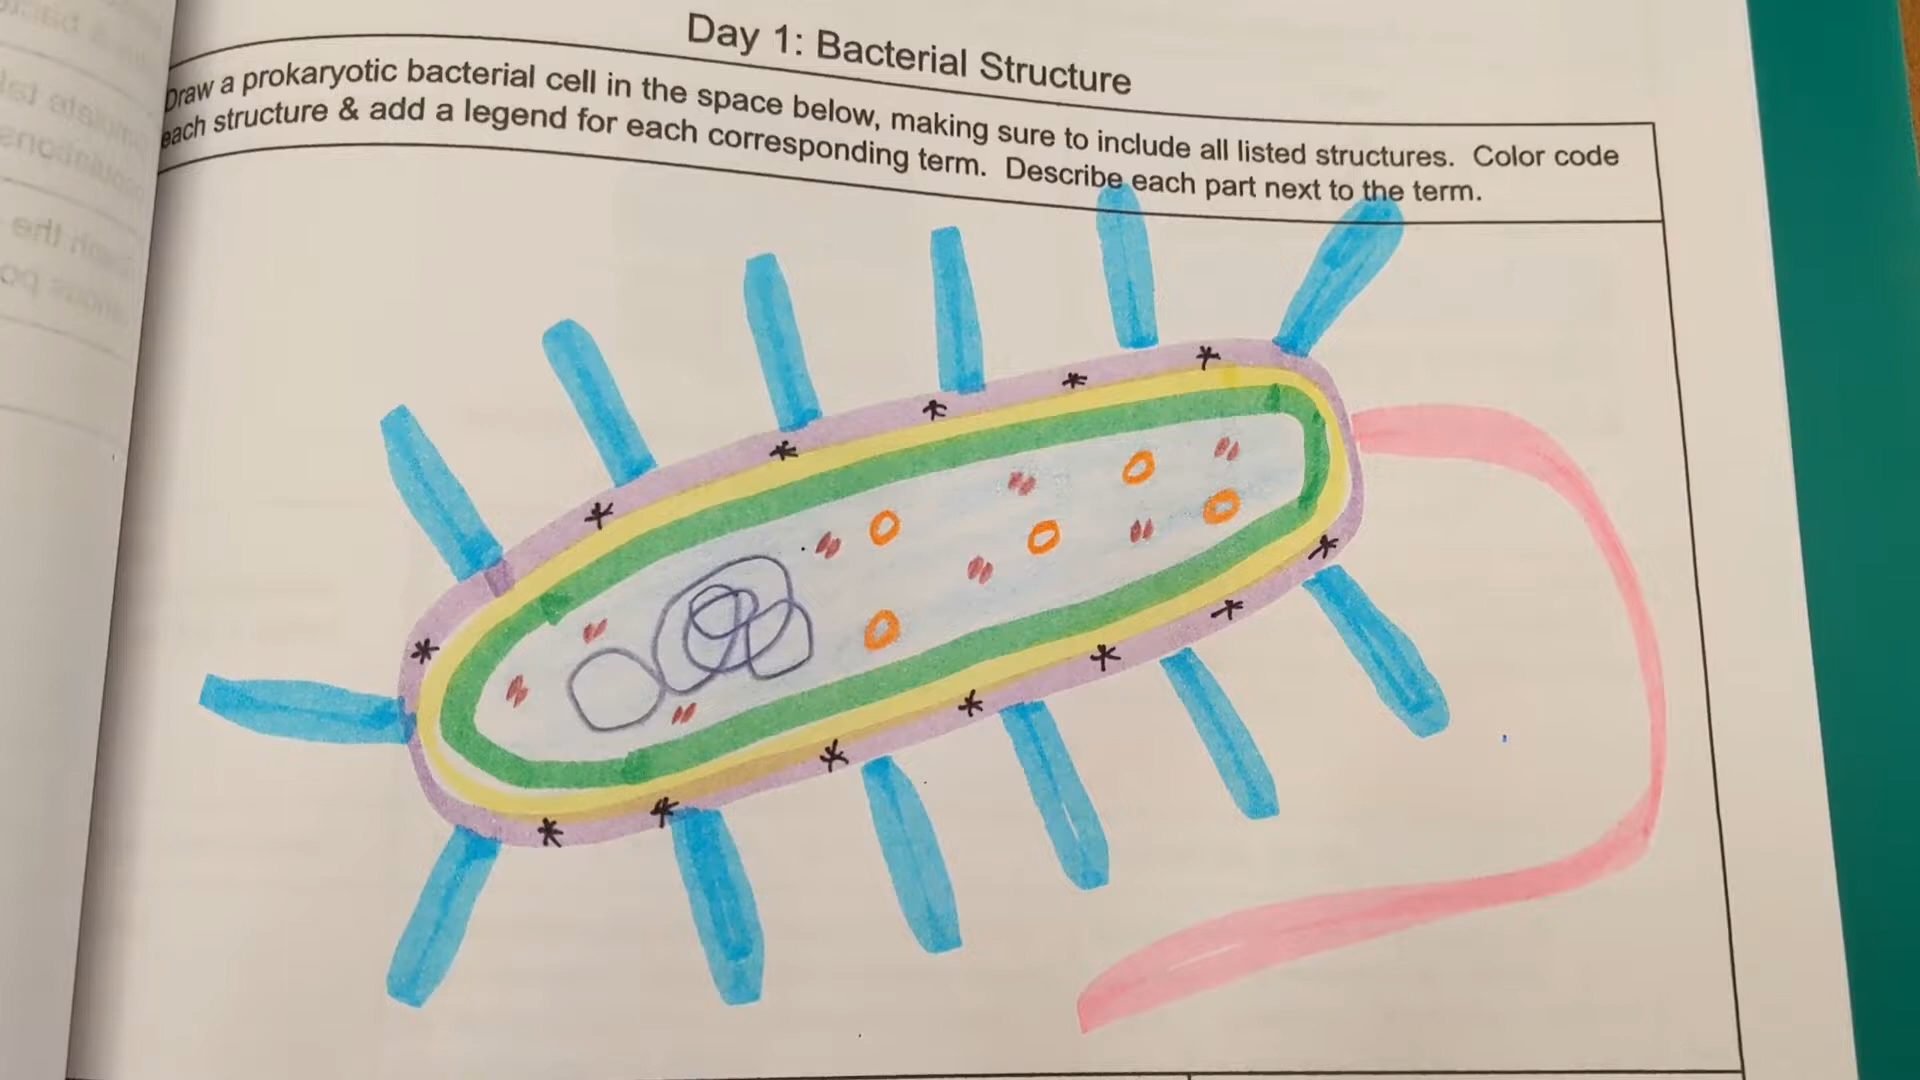 Day 1: Bacterial Structure
Draw a prokaryotic bacterial cell in the space below, making sure to include all listed structures. Color code
each structure & add a legend for each corresponding term. Describe each part next to the term.